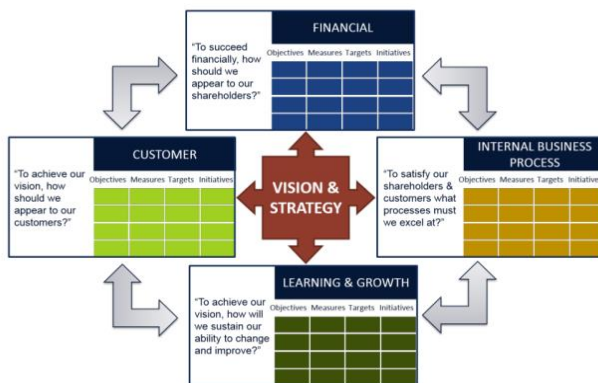 FINANCIAL
“To succeed
financially, how
should we
appear to our
shareholders?”
Objectives Measures Targets Initiatives
CUSTOMER
“To achieve our
vision, how
should we
appear to our
customers?”
Objectives Measures Targets Initiatives
VISION &
STRATEGY
INTERNAL BUSINESS
PROCESS
“To satisfy our
shareholders &
customers what
processes must
we excel at?”
Objectives Measures Targets Initiatives
LEARNING & GROWTH
“To achieve our
vision, how will
we sustain our
ability to change
and improve?”
Objectives Measures Targets Initiatives